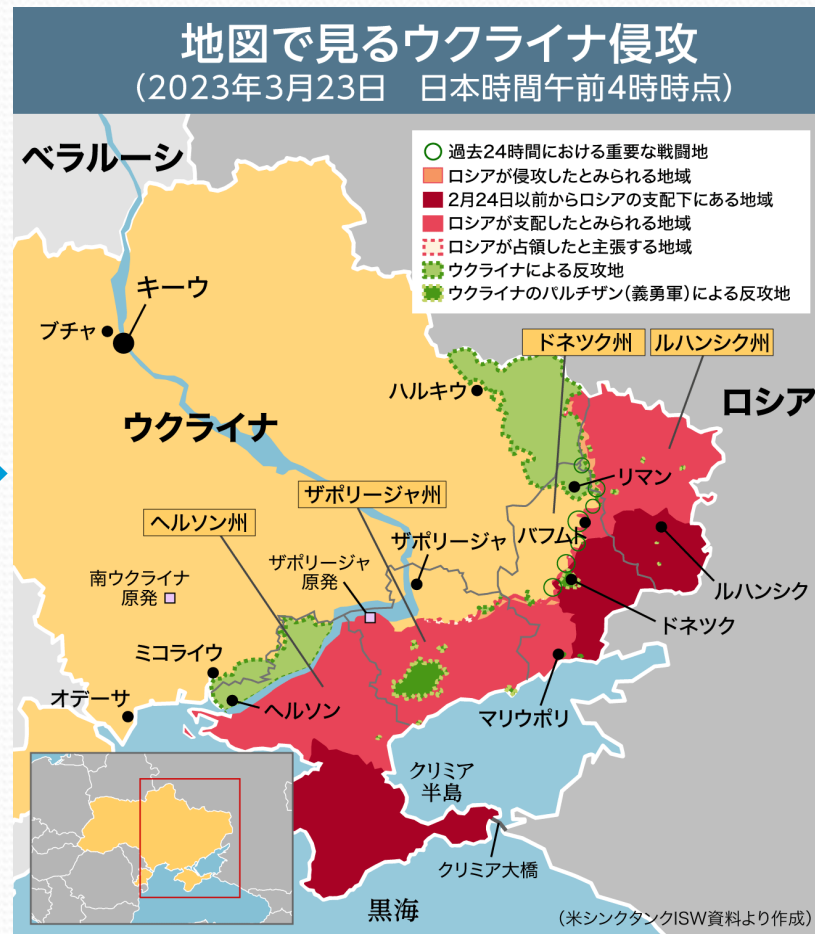 地図で見るウクライナ侵攻
(2023年3月23日　日本時間午前4時時点)
過去24時間における重要な戦闘地
ロシアが侵攻したとみられる地域
2月24日以前からロシアの支配下にある地域
ロシアが支配したとみられる地域
ロシアが占領したと主張する地域
ウクライナによる反攻地
ウクライナのパルチザン(義勇軍)による反攻地
ベラルーシ
キーウ
ブチャ
ドネツク州
ルハンシク州
ハルキウ
ロシア
ウクライナ
リマン
ザポリージャ州
ヘルソン州
バフムト
ザポリージャ
ザポリージャ
原発
南ウクライナ
原発
ルハンシク
ドネツク
ミコライウ
オデーサ
ヘルソン
マリウポリ
クリミア
半島
クリミア大橋
黒海
(米シンクタンクISW資料より作成)